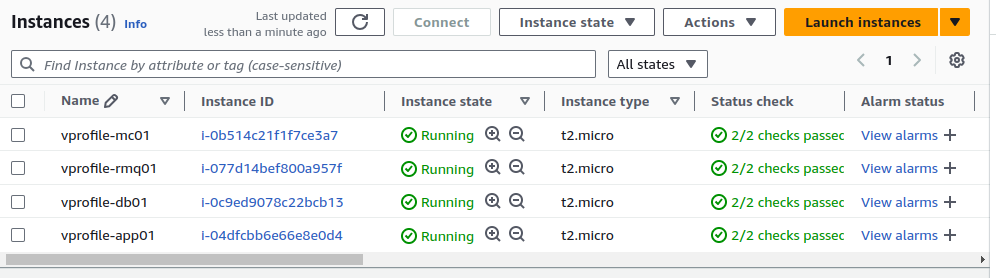 Instances (4) Info
Last updated
less than a minute ago
Connect
Instance state
Actions
Launch instances
Find Instance by attribute or tag (case-sensitive)
All states
1
Name Instance ID Instance state Instance type Status check Alarm status
vprofile-mc01 i-0b514c21f1f7ce3a7 Running t2.micro 2/2 checks passec View alarms +
vprofile-rmq01 i-077d14bef800a957f Running t2.micro 2/2 checks passec View alarms +
vprofile-db01 i-0c9ed9078c22bcb13 Running t2.micro 2/2 checks passec View alarms +
vprofile-app01 i-04dfcbb6e66e8e0d4 Running t2.micro 2/2 checks passec View alarms +